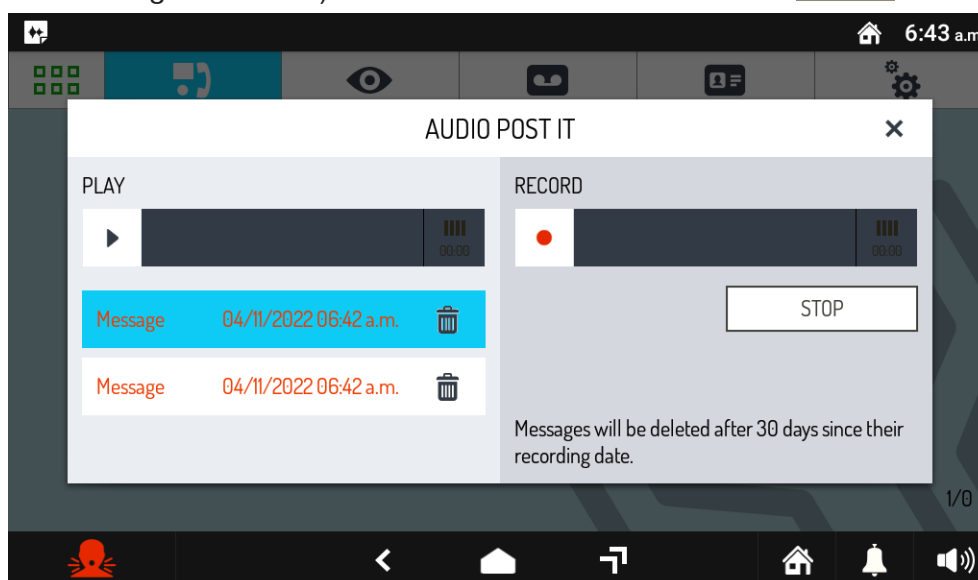 6:43 a.m
AUDIO POST IT
PLAY
RECORD
00:00
00:00
Message 04/11/2022 06:42 a.m.
STOP
Message 04/11/2022 06:42 a.m.
Messages will be deleted after 30 days since their
recording date.
1/0